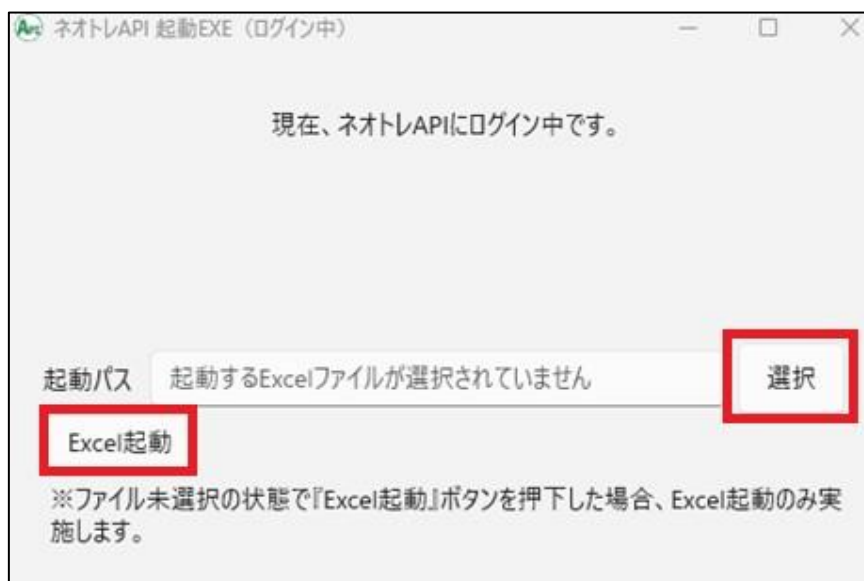 ネオトレAPI 起動EXE（ログイン中）
現在、ネオトレAPIにログイン中です。
起動パス 起動するExcelファイルが選択されていません 選択
Excel起動
※ファイル未選択の状態で『Excel起動』ボタンを押下した場合、Excel起動のみ実
施します。